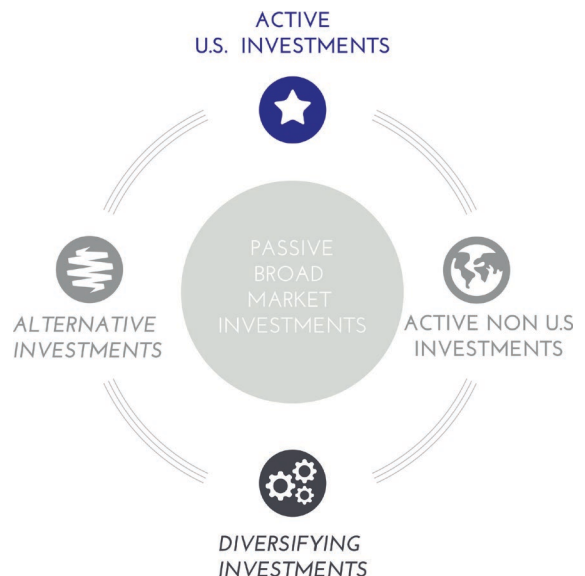 ACTIVE
U.S. INVESTMENTS
PASSIVE
BROAD
MARKET
INVESTMENTS
ALTERNATIVE
INVESTMENTS
ACTIVE NON U.S
INVESTMENTS
DIVERSIFYING
INVESTMENTS